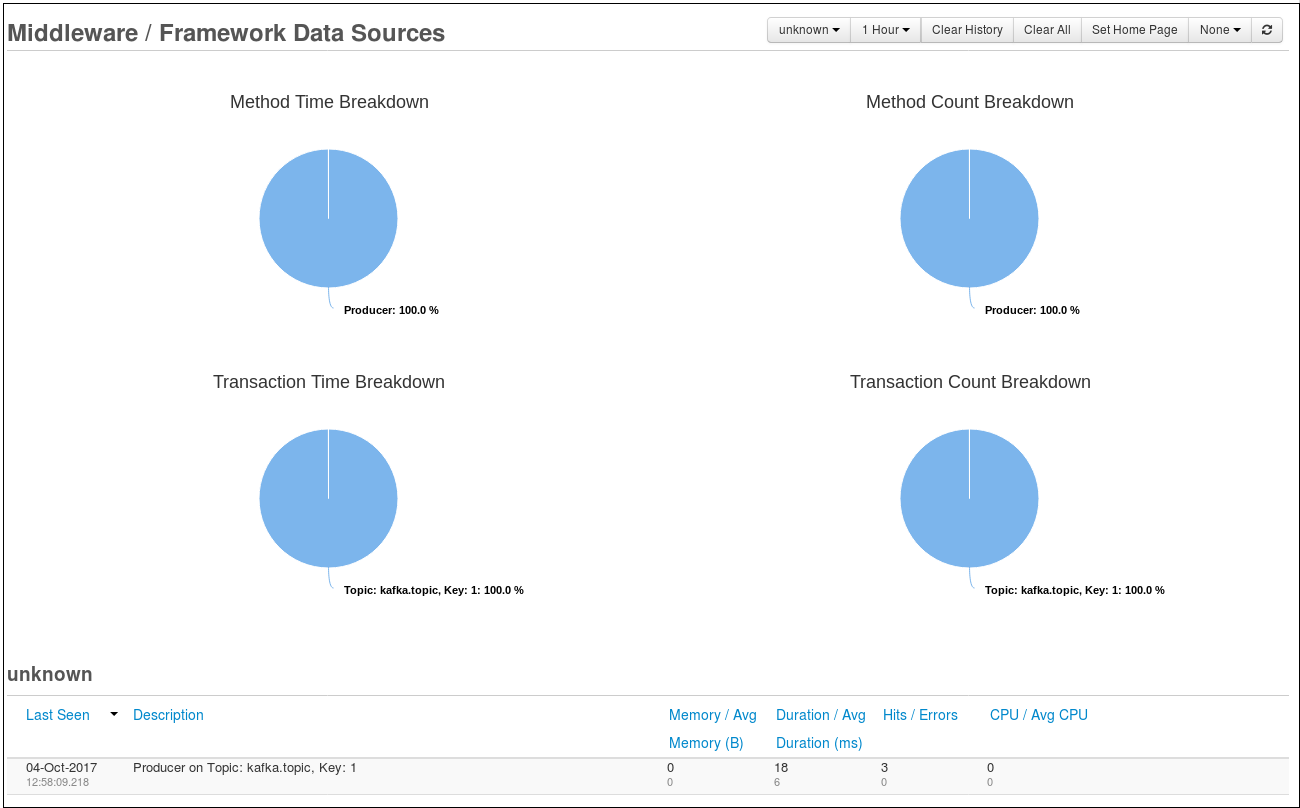 Middleware / Framework Data Sources
unknown 1 Hour Clear History Clear All Set Home Page None
Method Time Breakdown
Method Count Breakdown
Producer: 100.0 %
Producer: 100.0 %
Transaction Time Breakdown
Transaction Count Breakdown
Topic: kafka.topic, Key: 1: 100.0 %
Topic: kafka.topic, Key: 1: 100.0 %
unknown
Last Seen Description Memory / Avg Duration / Avg Hits / Errors CPU / Avg CPU
Memory (B) Duration (ms)
04-Oct-2017 Producer on Topic: kafka.topic, Key: 1 0 18 3 0
12:58:09.218 0 6 0 0